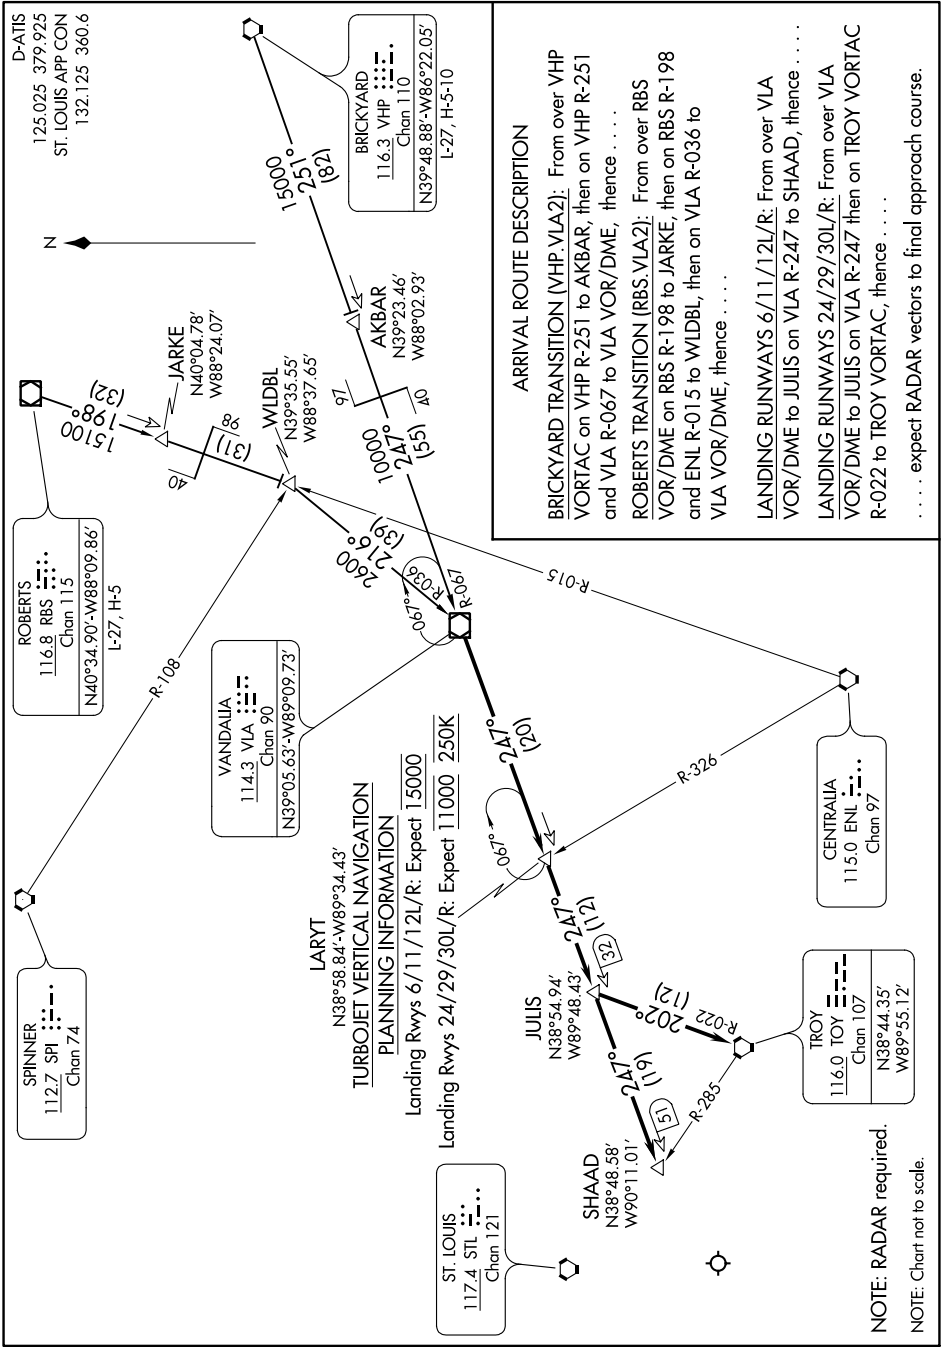 D-ATIS
125.025 379.925
ST. LOUIS APP CON
132.125 360.6
N
SPINNER
112.7 SPI
Chan 74
ROBERTS
116.8 RBS
Chan 115
N40°34.90'-W88°09.86'
L-27, H-5
15100
198°
(32)
JARKE
N40°04.78'
W88°24.07'
40
98
(31)
WLDBL
N39°35.55'
W88°37.65'
R-108
BRICKYARD
116.3 VHP
Chan 110
N39°48.88'-W86°22.05'
L-27, H-5-10
15000
251°
(82)
AKBAR
N39°23.46'
W88°02.93'
97
40
10000
247°
(55)
2600
216°
(39)
R-036
R-067
067°
VANDALIA
114.3 VLA
Chan 90
N39°05.63'-W89°09.73'
R-015
LARYT
N38°58.84'-W89°34.43'
TURBOJET VERTICAL NAVIGATION
PLANNING INFORMATION
Landing Rwys 6/11/12L/R: Expect 15000
Landing Rwys 24/29/30L/R: Expect 11000 250K
247°
(20)
067°
R-326
247°
(12)
32
JULIS
N38°54.94'
W89°48.43'
202°
(12)
R-022
247°
(19)
51
R-285
SHAAD
N38°48.58'
W90°11.01'
ST. LOUIS
117.4 STL
Chan 121
CENTRALIA
115.0 ENL
Chan 97
TROY
116.0 TOY
Chan 107
N38°44.35'
W89°55.12'
ARRIVAL ROUTE DESCRIPTION
BRICKYARD TRANSITION (VHP.VLA2): From over VHP
VORTAC on VHP R-251 to AKBAR, then on VHP R-251
and VLA R-067 to VLA VOR/DME, thence . . . .
ROBERTS TRANSITION (RBS.VLA2): From over RBS
VOR/DME on RBS R-198 to JARKE, then on RBS R-198
and ENL R-015 to WLDBL, then on VLA R-036 to
VLA VOR/DME, thence . . . .
LANDING RUNWAYS 6/11/12L/R: From over VLA
VOR/DME to JULIS on VLA R-247 to SHAAD, thence . . . .
LANDING RUNWAYS 24/29/30L/R: From over VLA
VOR/DME to JULIS on VLA R-247 then on TROY VORTAC
R-022 to TROY VORTAC, thence . . . .
. . . . expect RADAR vectors to final approach course.
NOTE: RADAR required.
NOTE: Chart not to scale.